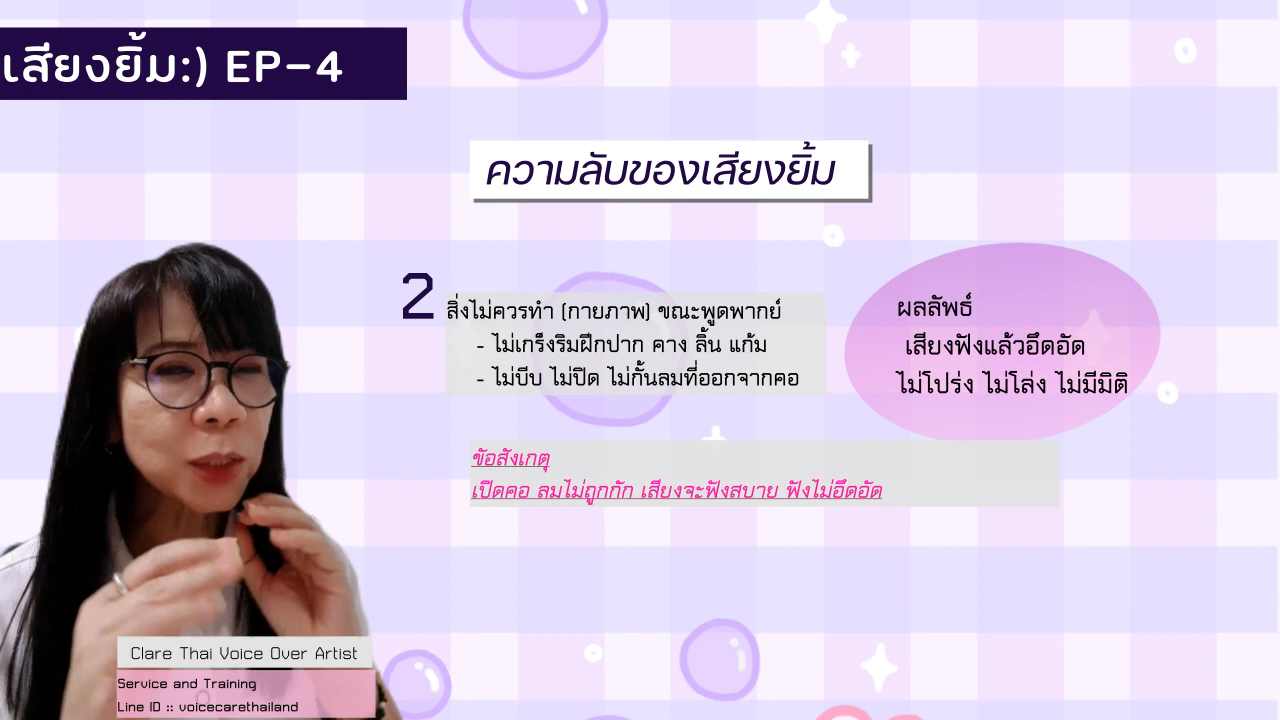 เสียงยิ้ม:) EP-4
ความลับของเสียงยิ้ม
2
สิ่งไม่ควรทำ (กายภาพ) ขณะพูดพากย์
- ไม่เกร็งริมฝีกปาก คาง ลิ้น แก้ม
- ไม่บีบ ไม่ปิด ไม่กั้นลมที่ออกจากคอ
ผลลัพธ์
เสียงฟังแล้วอึดอัด
ไม่โปร่ง ไม่โล่ง ไม่มีมิติ
ข้อสังเกตุ
เปิดคอ ลมไม่ถูกกัก เสียงจะฟังสบาย ฟังไม่อึดอัด
Clare Thai Voice Over Artist
Service and Training
Line ID :: voicecarethailand